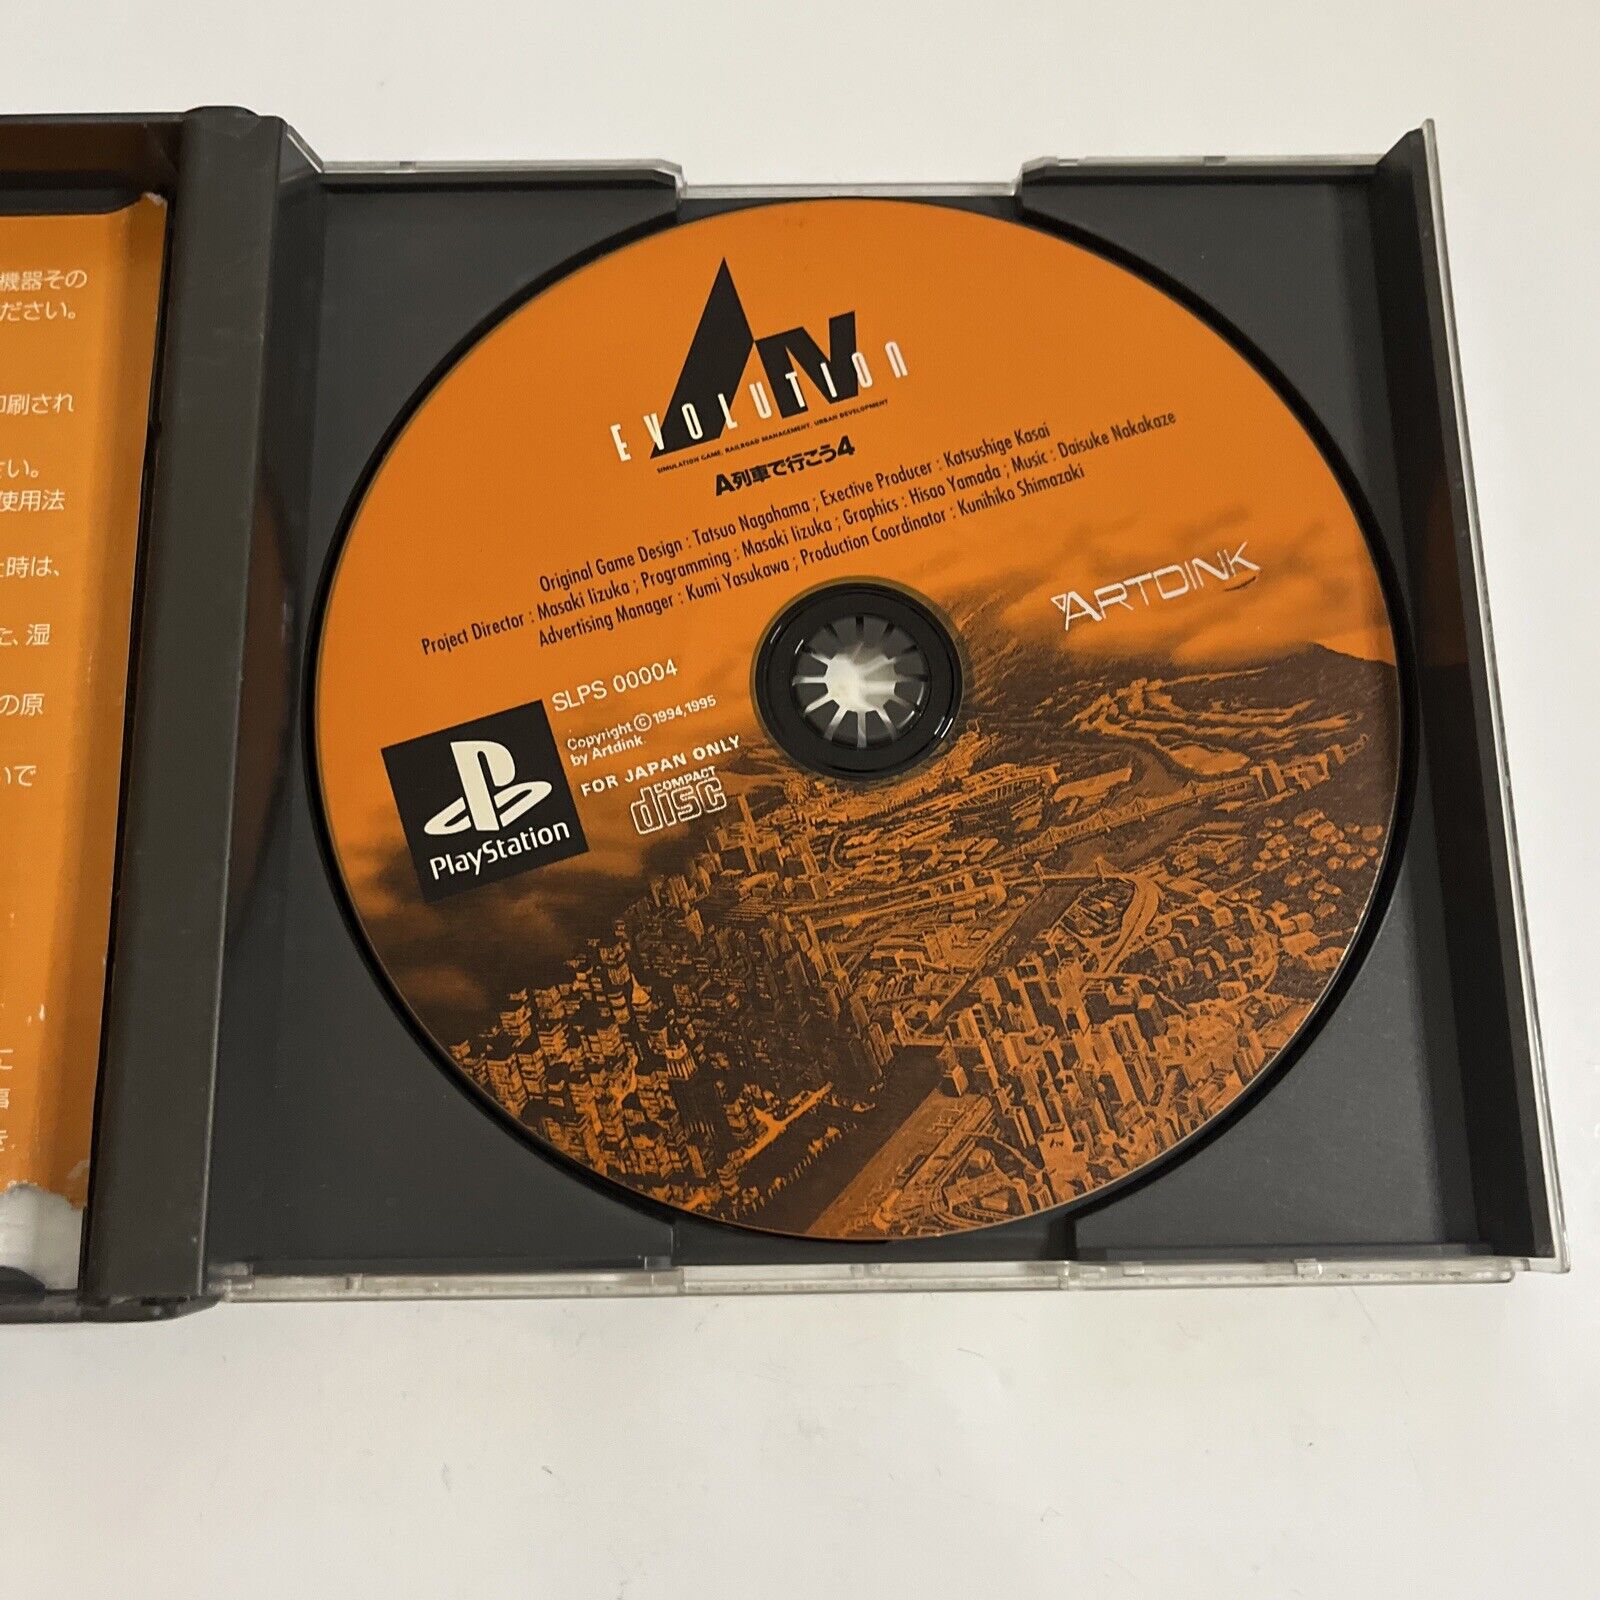 機器その
ださい。
印刷され
さい。
使用法
た時は、
た、湿
の原
いで
に
を
AIV
EVOLUTION
SIMULATION GAME, RAILROAD MANAGEMENT, URBAN DEVELOPMENT
A列車で行こう4
Original Game Design : Tatsuo Nagahama ; Exective Producer : Katsushige Kasai
Project Director : Masaki Iizuka ; Programming : Masaki Iizuka ; Graphics : Hisao Yamada ; Music : Daisuke Nakakaze
Advertising Manager : Kumi Yasukawa ; Production Coordinator : Kunihiko Shimazaki
ARTDINK
SLPS 00004
Copyright © 1994,1995
by Artdink.
FOR JAPAN ONLY
COMPACT
disc
PlayStation